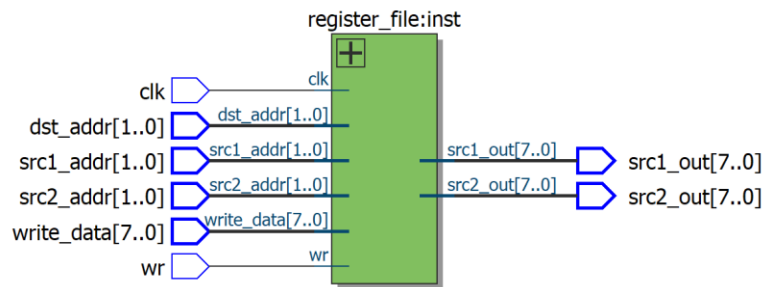 register_file:inst
clk
clk
dst_addr[1..0]
dst_addr[1..0]
src1_addr[1..0]
src1_addr[1..0]
src1_out[7..0]
src1_out[7..0]
src2_addr[1..0]
src2_addr[1..0]
src2_out[7..0]
src2_out[7..0]
write_data[7..0]
write_data[7..0]
wr
wr